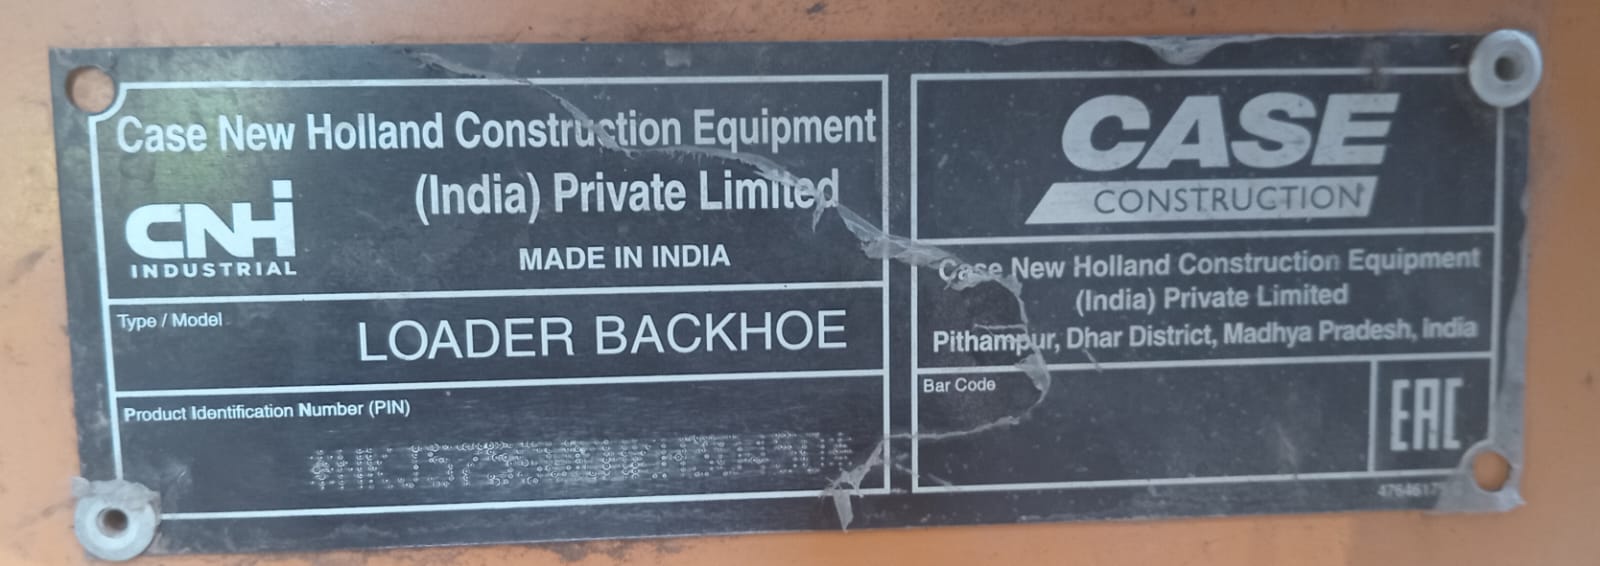 Case New Holland Construction Equipment
(India) Private Limited
CNH
INDUSTRIAL
MADE IN INDIA
Type / Model
LOADER BACKHOE
Product Identification Number (PIN)
CASE
CONSTRUCTION
Case New Holland Construction Equipment
(India) Private Limited
Pithampur, Dhar District, Madhya Pradesh, India
Bar Code
EAC